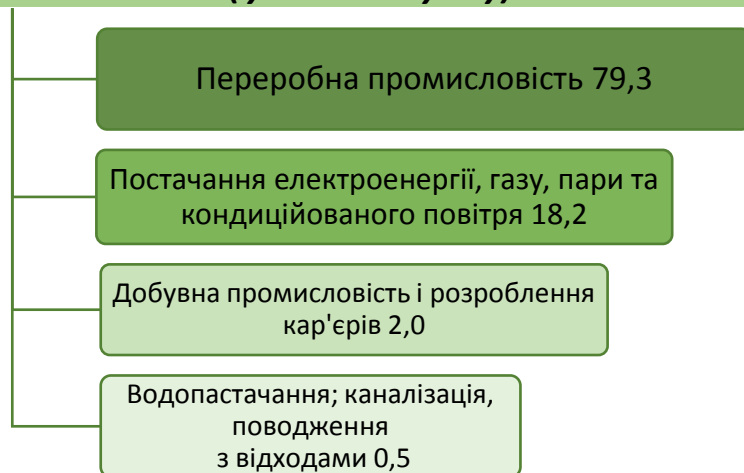 Переробна промисловість 79,3
Постачання електроенергії, газу, пари та
кондиційованого повітря 18,2
Добувна промисловість і розроблення
кар'єрів 2,0
Водопастачання; каналізація,
поводження
з відходами 0,5